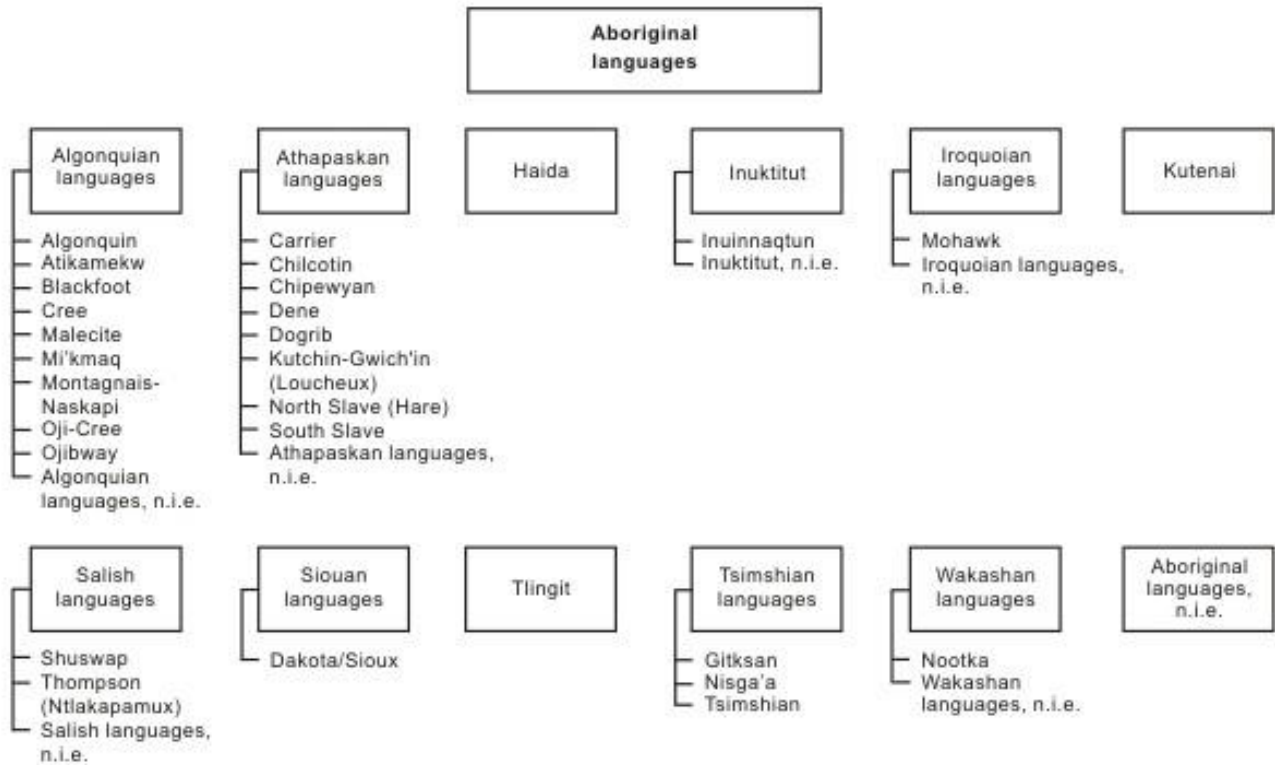 Aboriginal
languages
Algonquian
languages
Algonquin
Atikamekw
Blackfoot
Cree
Malecite
Mi'kmaq
Montagnais-
Naskapi
Oji-Cree
Ojibway
Algonquian
languages, n.i.e.
Athapaskan
languages
Carrier
Chilcotin
Chipewyan
Dene
Dogrib
Kutchin-Gwich'in
(Loucheux)
North Slave (Hare)
South Slave
Athapaskan languages,
n.i.e.
Haida
Inuktitut
Inuinnaqtun
Inuktitut, n.i.e.
Iroquoian
languages
Mohawk
Iroquoian languages,
n.i.e.
Kutenai
Salish
languages
Shuswap
Thompson
(Ntlakapamux)
Salish languages,
n.i.e.
Siouan
languages
Dakota/Sioux
Tlingit
Tsimshian
languages
Gitksan
Nisga'a
Tsimshian
Wakashan
languages
Nootka
Wakashan
languages, n.i.e.
Aboriginal
languages,
n.i.e.